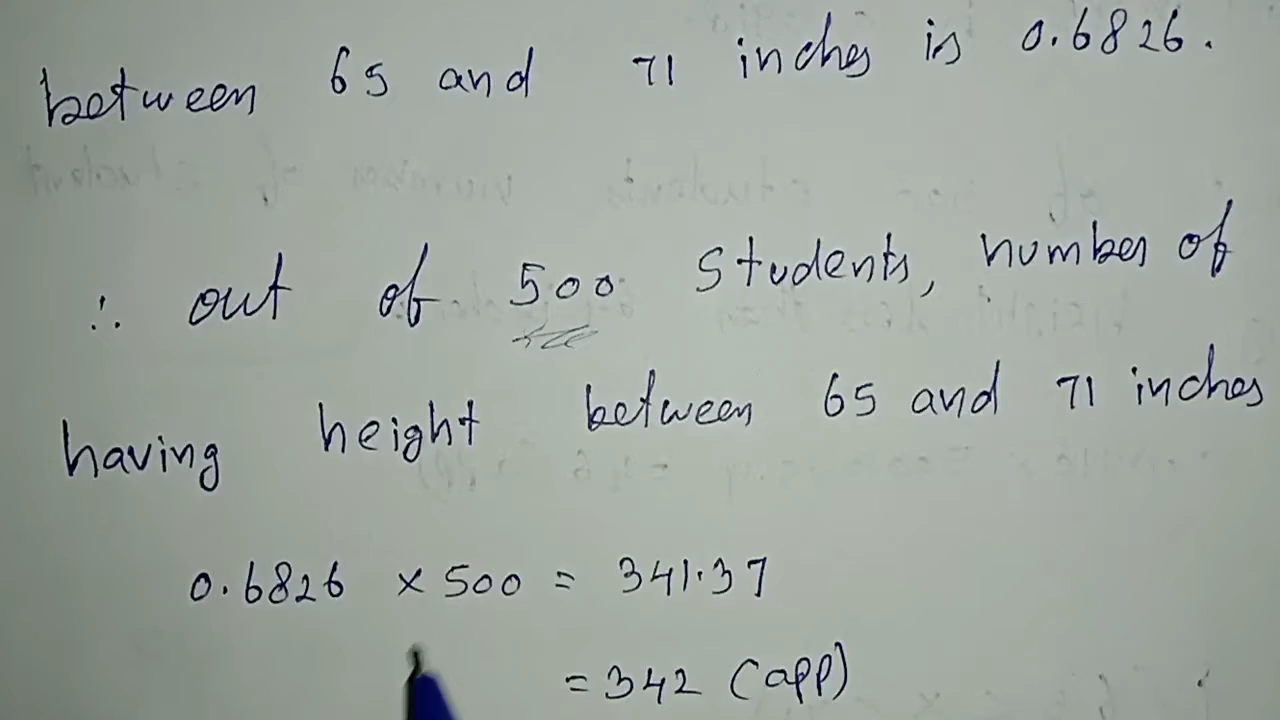 between 65 and 71 inches is 0.6826.
∴ out of 500 students, number of
having height between 65 and 71 inches
0.6826 × 500 = 341.37
= 342 (app)